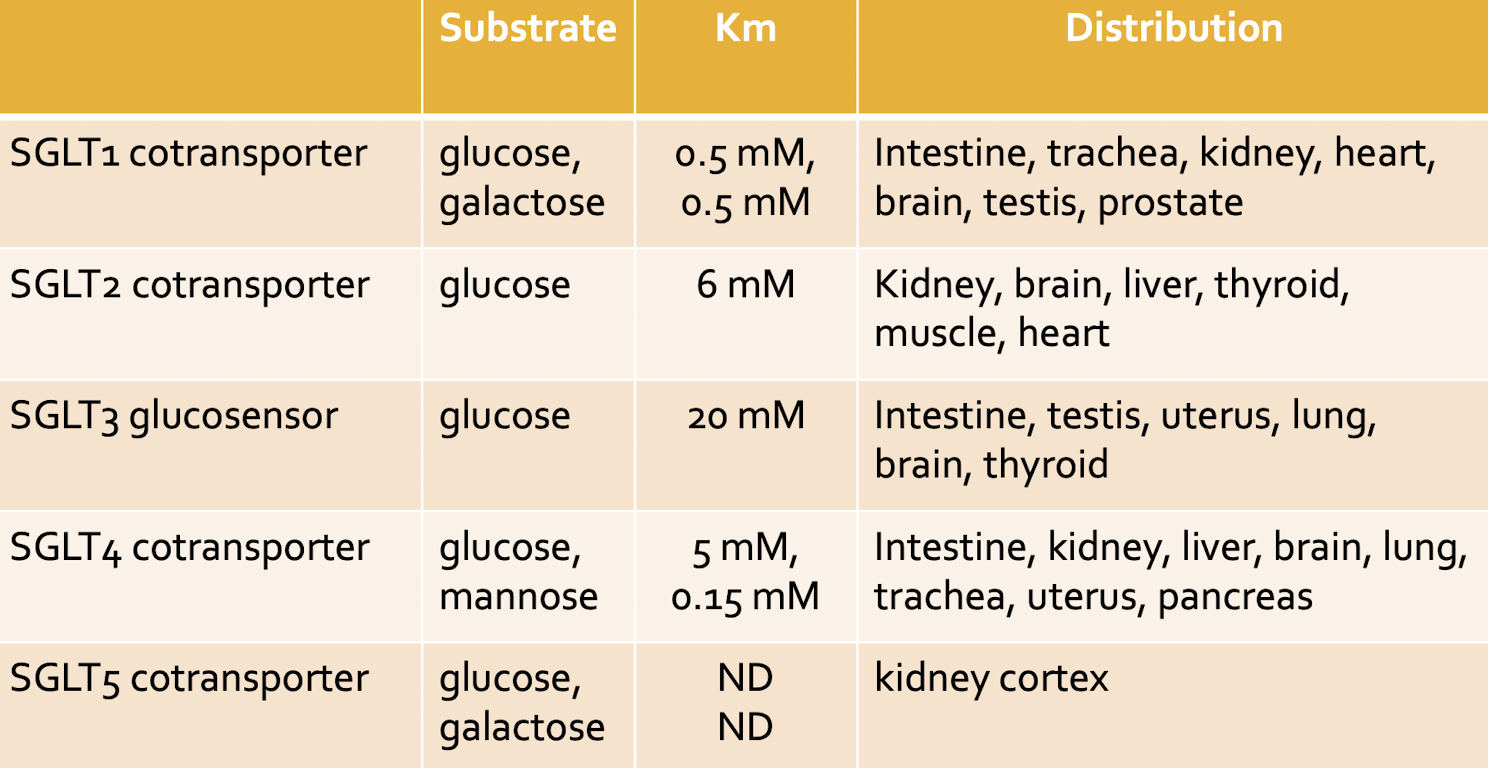 Substrate Km Distribution
SGLT1 cotransporter glucose, 0.5 mM, Intestine, trachea, kidney, heart,
galactose 0.5 mM brain, testis, prostate
SGLT2 cotransporter glucose 6 mM Kidney, brain, liver, thyroid,
muscle, heart
SGLT3 glucosensor glucose 20 mM Intestine, testis, uterus, lung,
brain, thyroid
SGLT4 cotransporter glucose, 5 mM, Intestine, kidney, liver, brain, lung,
mannose 0.15 mM trachea, uterus, pancreas
SGLT5 cotransporter glucose, ND kidney cortex
galactose ND